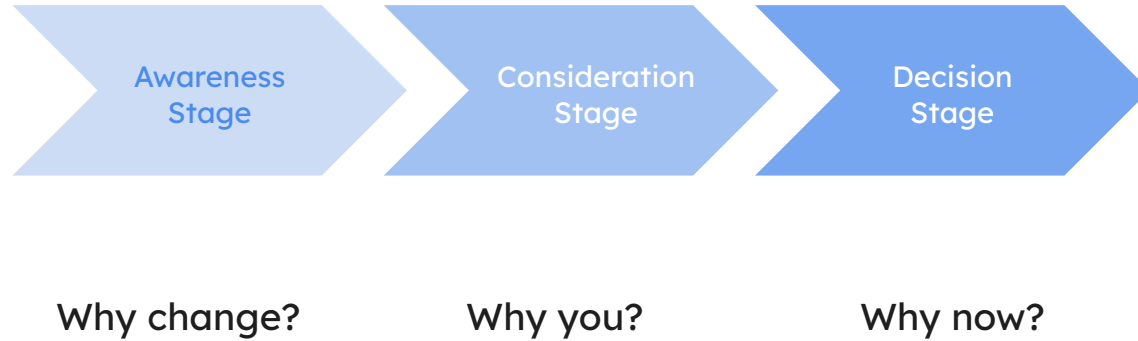 Awareness
Stage
Consideration
Stage
Decision
Stage
Why change?
Why you?
Why now?